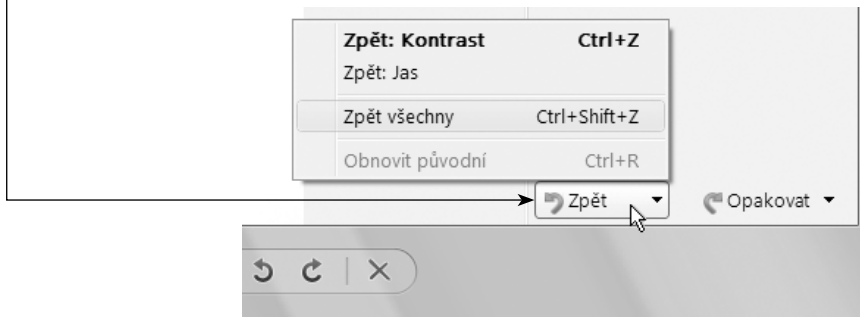 Zpět: Kontrast Ctrl+Z
Zpět: Jas
Zpět všechny Ctrl+Shift+Z
Obnovit původní Ctrl+R
Zpět Opakovat